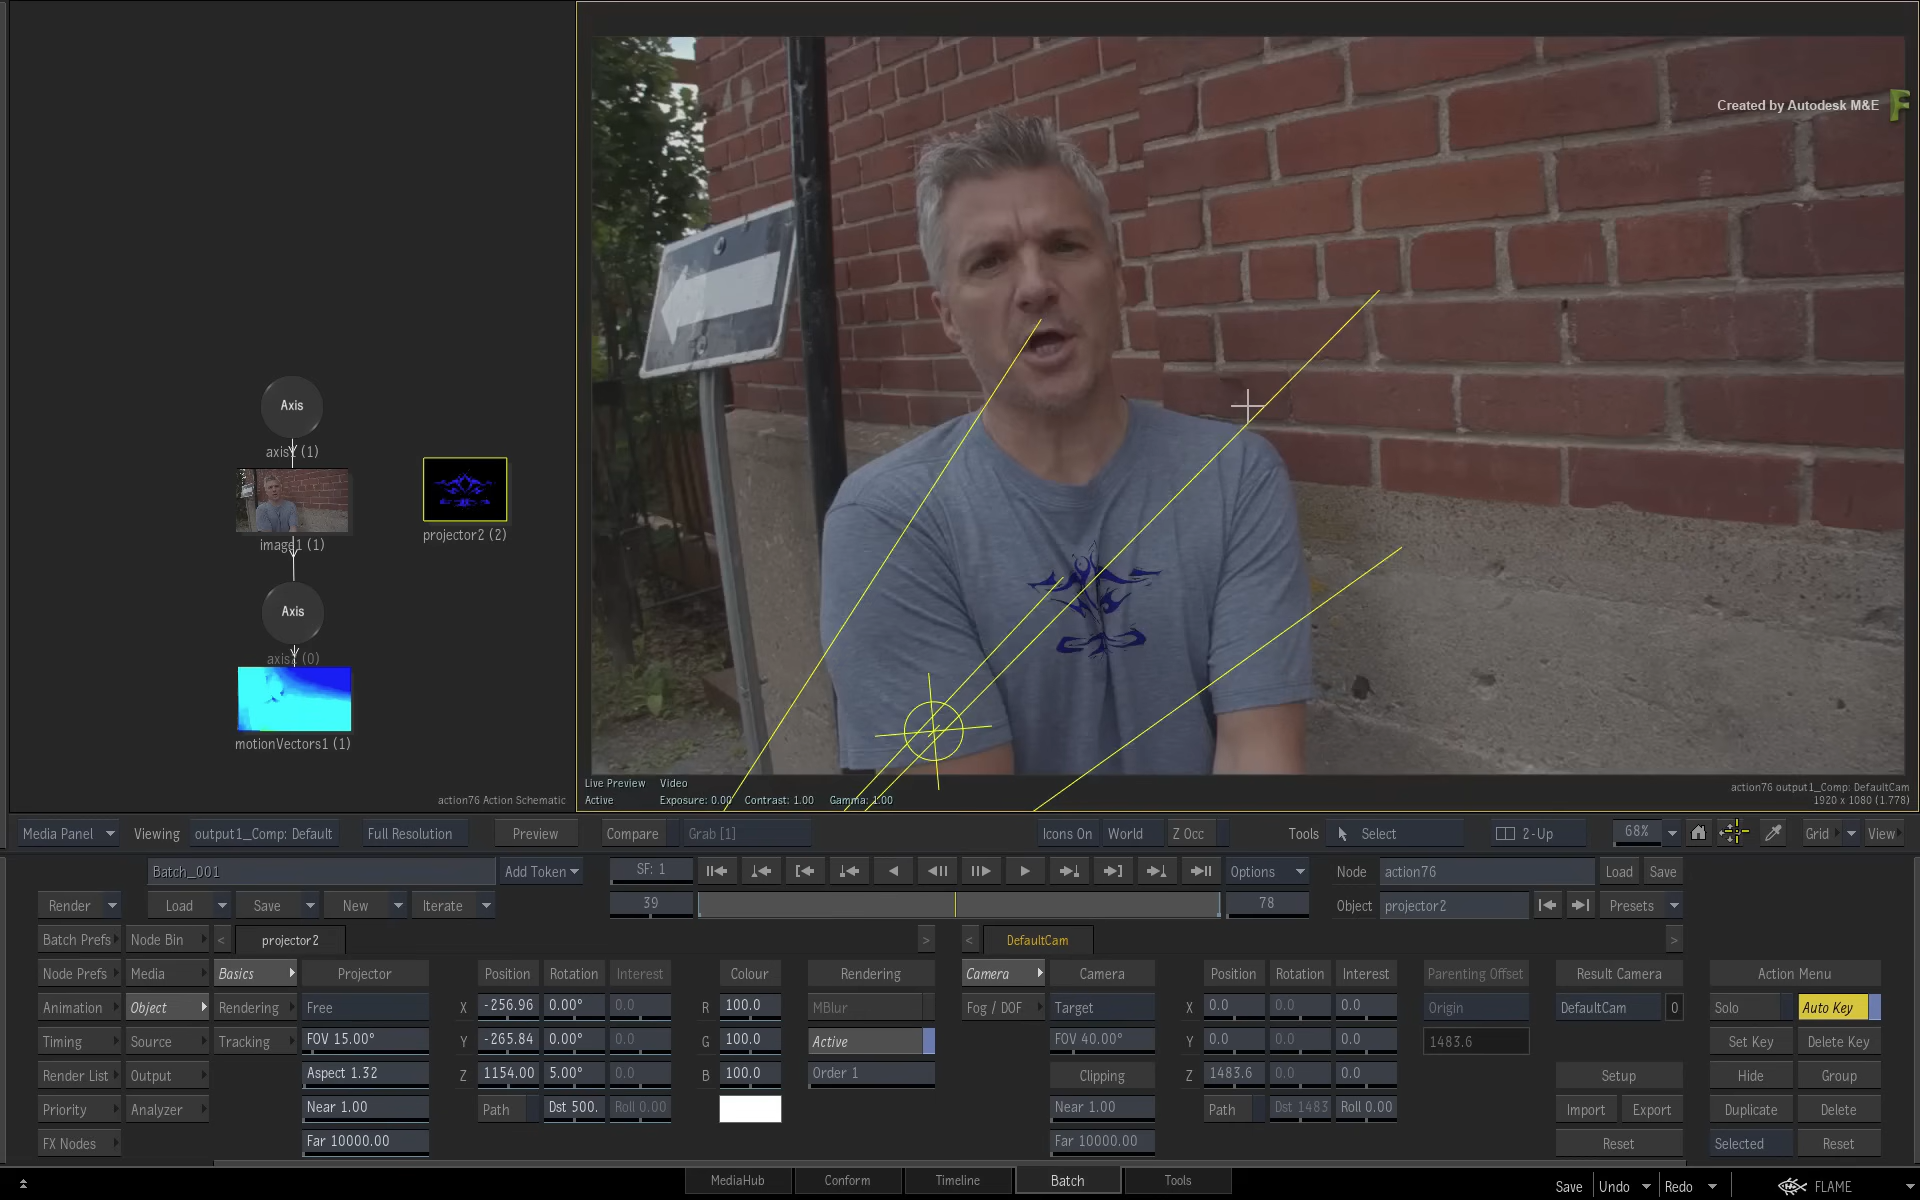 Created by Autodesk M&E
Axis
axis1 (1)
image1 (1)
projector2 (2)
Axis
(0)
motionVectors1 (1)
action76 Action Schematic
Live Preview Video
Active Exposure: 0.00 Contrast: 1.00 Gamma: 1.00
action76 output1_Comp: DefaultCam
1920 x 1080 (1.778)
Media Panel Viewing output1_Comp: Default Full Resolution Preview Compare Grab [1] Icons On World Z Occ Tools Select 2-Up 68% Grid View
Batch_001 Add Token SF: 1 Options Node action76 Load Save
Render Load Save New Iterate 39 78 Object projector2 Presets
Batch Prefs Node Bin < projector2 > < DefaultCam >
Node Prefs Media Basics Projector Position Rotation Interest Colour Rendering Camera Camera Position Rotation Interest Parenting Offset Result Camera Action Menu
Animation Object Rendering Free X -256.96 0.00° 0.0 R 100.0 MBlur Fog / DOF Target X 0.0 0.0 0.0 Origin DefaultCam 0 Solo Auto Key
Timing Source Tracking FOV 15.00° Y -265.84 0.00° 0.0 G 100.0 Active FOV 40.00° Y 0.0 0.0 0.0 1483.6 Set Key Delete Key
Render List Output Aspect 1.32 Z 1154.00 5.00° 0.0 B 100.0 Order 1 Clipping Z 1483.6 0.0 0.0 Setup Hide Group
Priority Analyzer Near 1.00 Path Dst 500. Roll 0.00 Near 1.00 Path Dst 1483 Roll 0.00 Import Export Duplicate Delete
FX Nodes Far 10000.00 Far 10000.00 Reset Selected Reset
MediaHub Conform Timeline Batch Tools Save Undo Redo FLAME